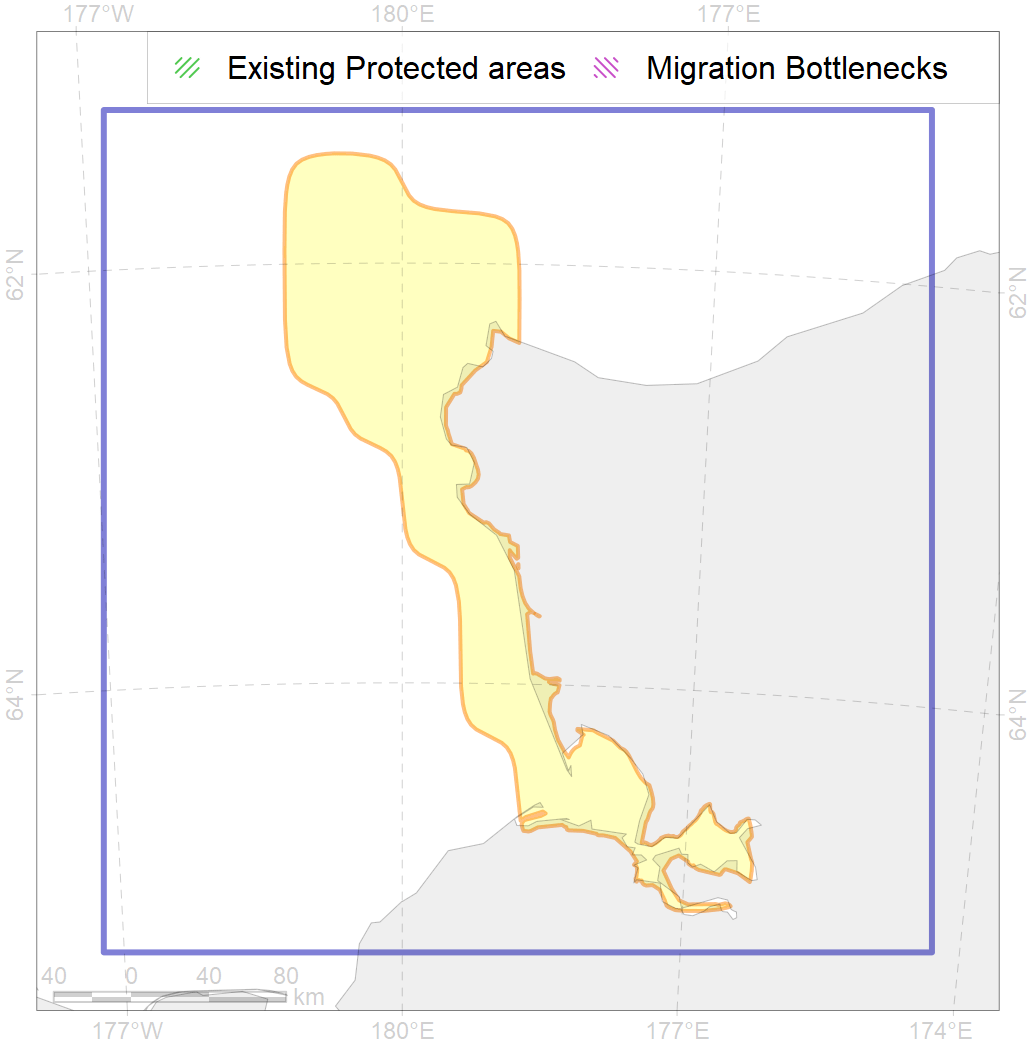 177°W 180°E 177°E
Existing Protected areas Migration Bottlenecks
62°N 62°N
64°N 64°N
40 0 40 80
km
177°W 180°E 177°E 174°E